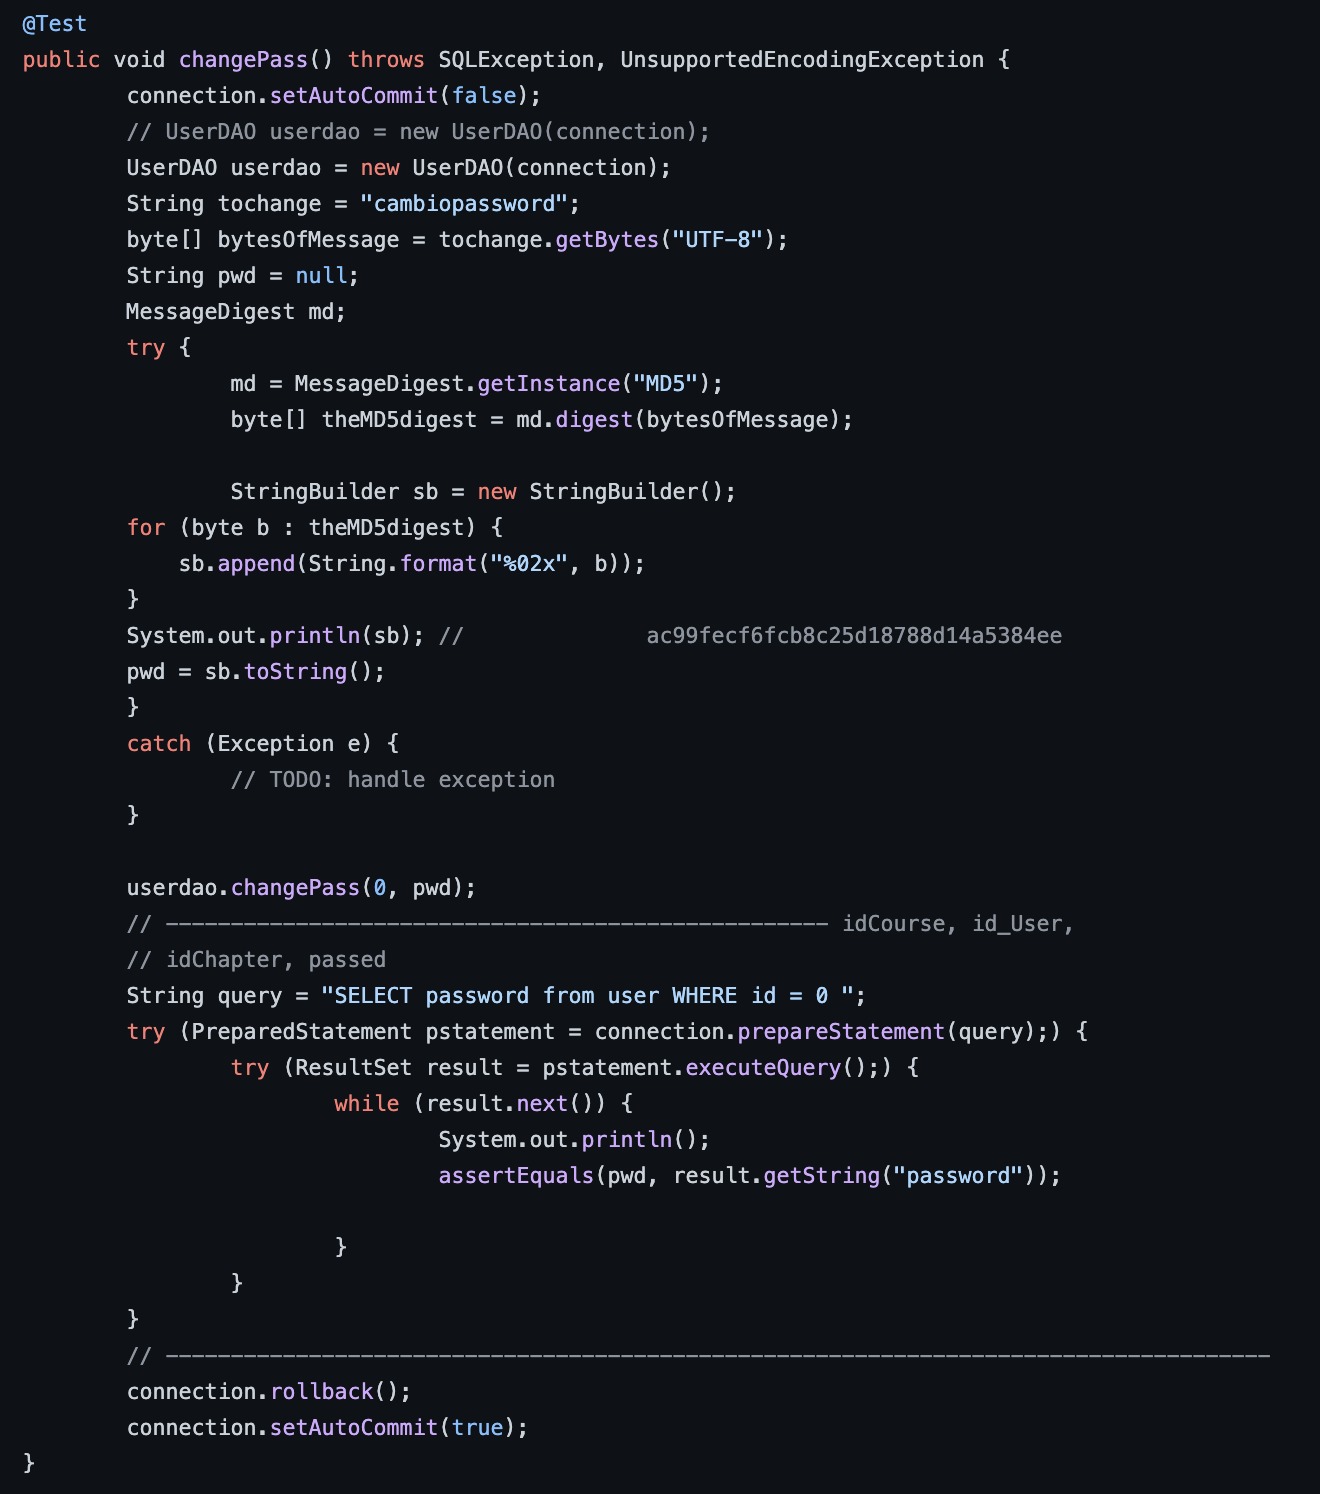 @Test
public void changePass() throws SQLException, UnsupportedEncodingException {
connection.setAutoCommit(false);
// UserDAO userdao = new UserDAO(connection);
UserDAO userdao = new UserDAO(connection);
String tochange = "cambiopassword";
byte[] bytesOfMessage = tochange.getBytes("UTF-8");
String pwd = null;
MessageDigest md;
try {
md = MessageDigest.getInstance("MD5");
byte[] theMD5digest = md.digest(bytesOfMessage);
StringBuilder sb = new StringBuilder();
for (byte b : theMD5digest) {
sb.append(String.format("%02x", b));
}
System.out.println(sb); // ac99fecf6fcb8c25d18788d14a5384ee
pwd = sb.toString();
}
catch (Exception e) {
// TODO: handle exception
}
userdao.changePass(0, pwd);
// --------------------------------------------------- idCourse, id_User,
// idChapter, passed
String query = "SELECT password from user WHERE id = 0 ";
try (PreparedStatement pstatement = connection.prepareStatement(query);) {
try (ResultSet result = pstatement.executeQuery();) {
while (result.next()) {
System.out.println();
assertEquals(pwd, result.getString("password"));
}
}
}
// -------------------------------------------------------------------------------------
connection.rollback();
connection.setAutoCommit(true);
}